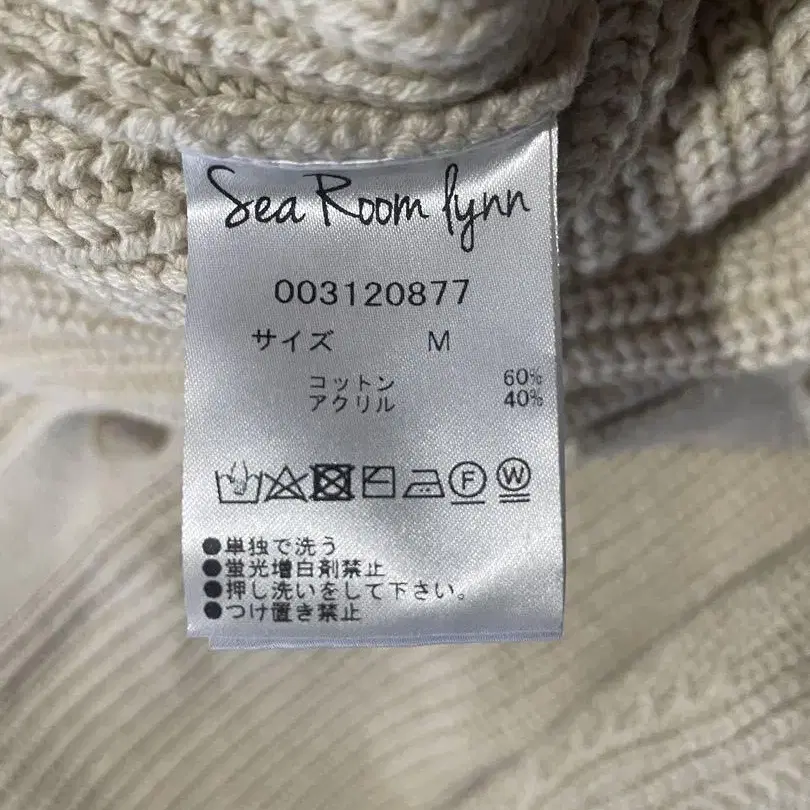 Sea Room lynn
003120877
サイズ M
コットン 60%
アクリル 40%
F W
●単独で洗う
●蛍光増白剤禁止
●押し洗いをして下さい。
●つけ置き禁止